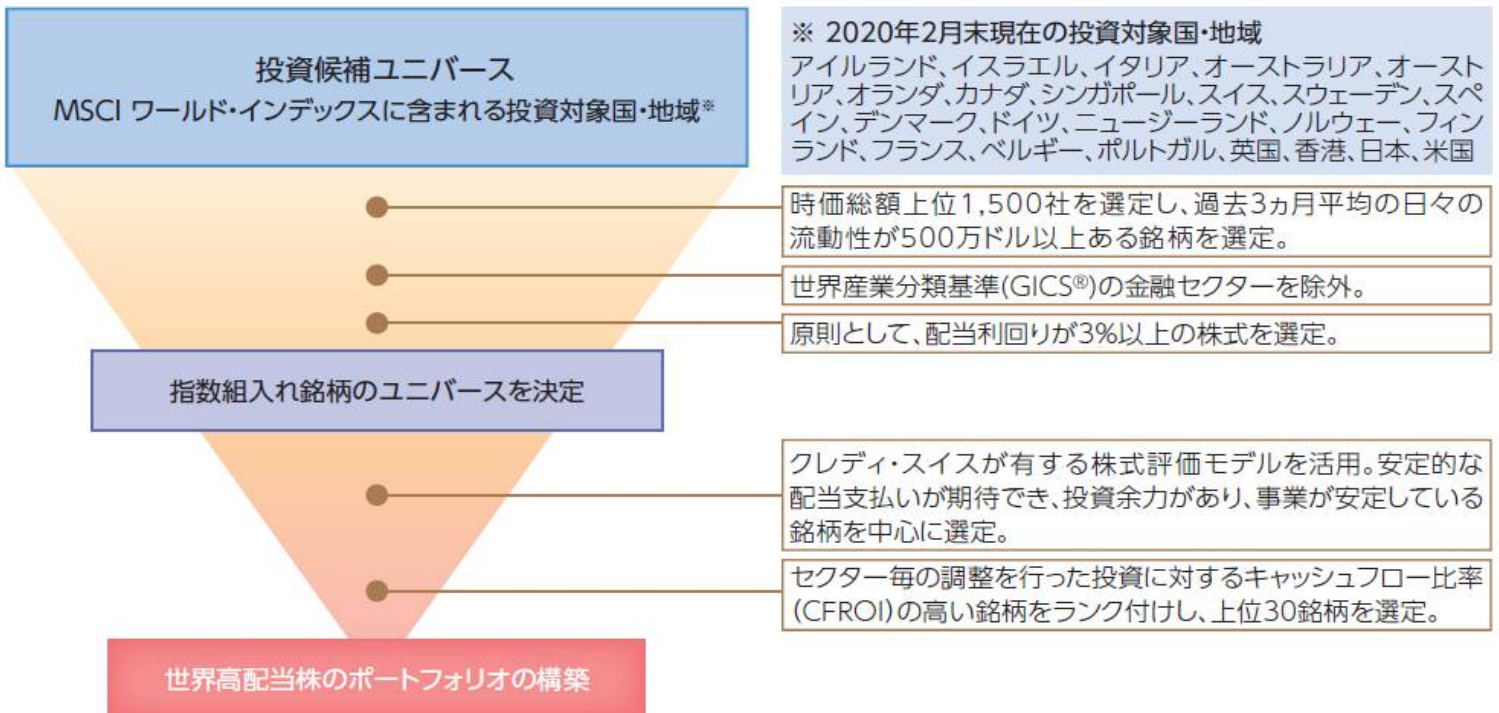 投資候補ユニバース
MSCI ワールド・インデックスに含まれる投資対象国・地域※
※ 2020年2月末現在の投資対象国・地域
アイルランド、イスラエル、イタリア、オーストラリア、オースト
リア、オランダ、カナダ、シンガポール、スイス、スウェーデン、スペ
イン、デンマーク、ドイツ、ニュージーランド、ノルウェー、フィン
ランド、フランス、ベルギー、ポルトガル、英国、香港、日本、米国
時価総額上位1,500社を選定し、過去3ヵ月平均の日々の
流動性が500万ドル以上ある銘柄を選定。
世界産業分類基準(GICS®)の金融セクターを除外。
原則として、配当利回りが3%以上の株式を選定。
指数組入れ銘柄のユニバースを決定
クレディ・スイスが有する株式評価モデルを活用。安定的な
配当支払いが期待でき、投資余力があり、事業が安定している
銘柄を中心に選定。
セクター毎の調整を行った投資に対するキャッシュフロー比率
(CFROI)の高い銘柄をランク付けし、上位30銘柄を選定。
世界高配当株のポートフォリオの構築